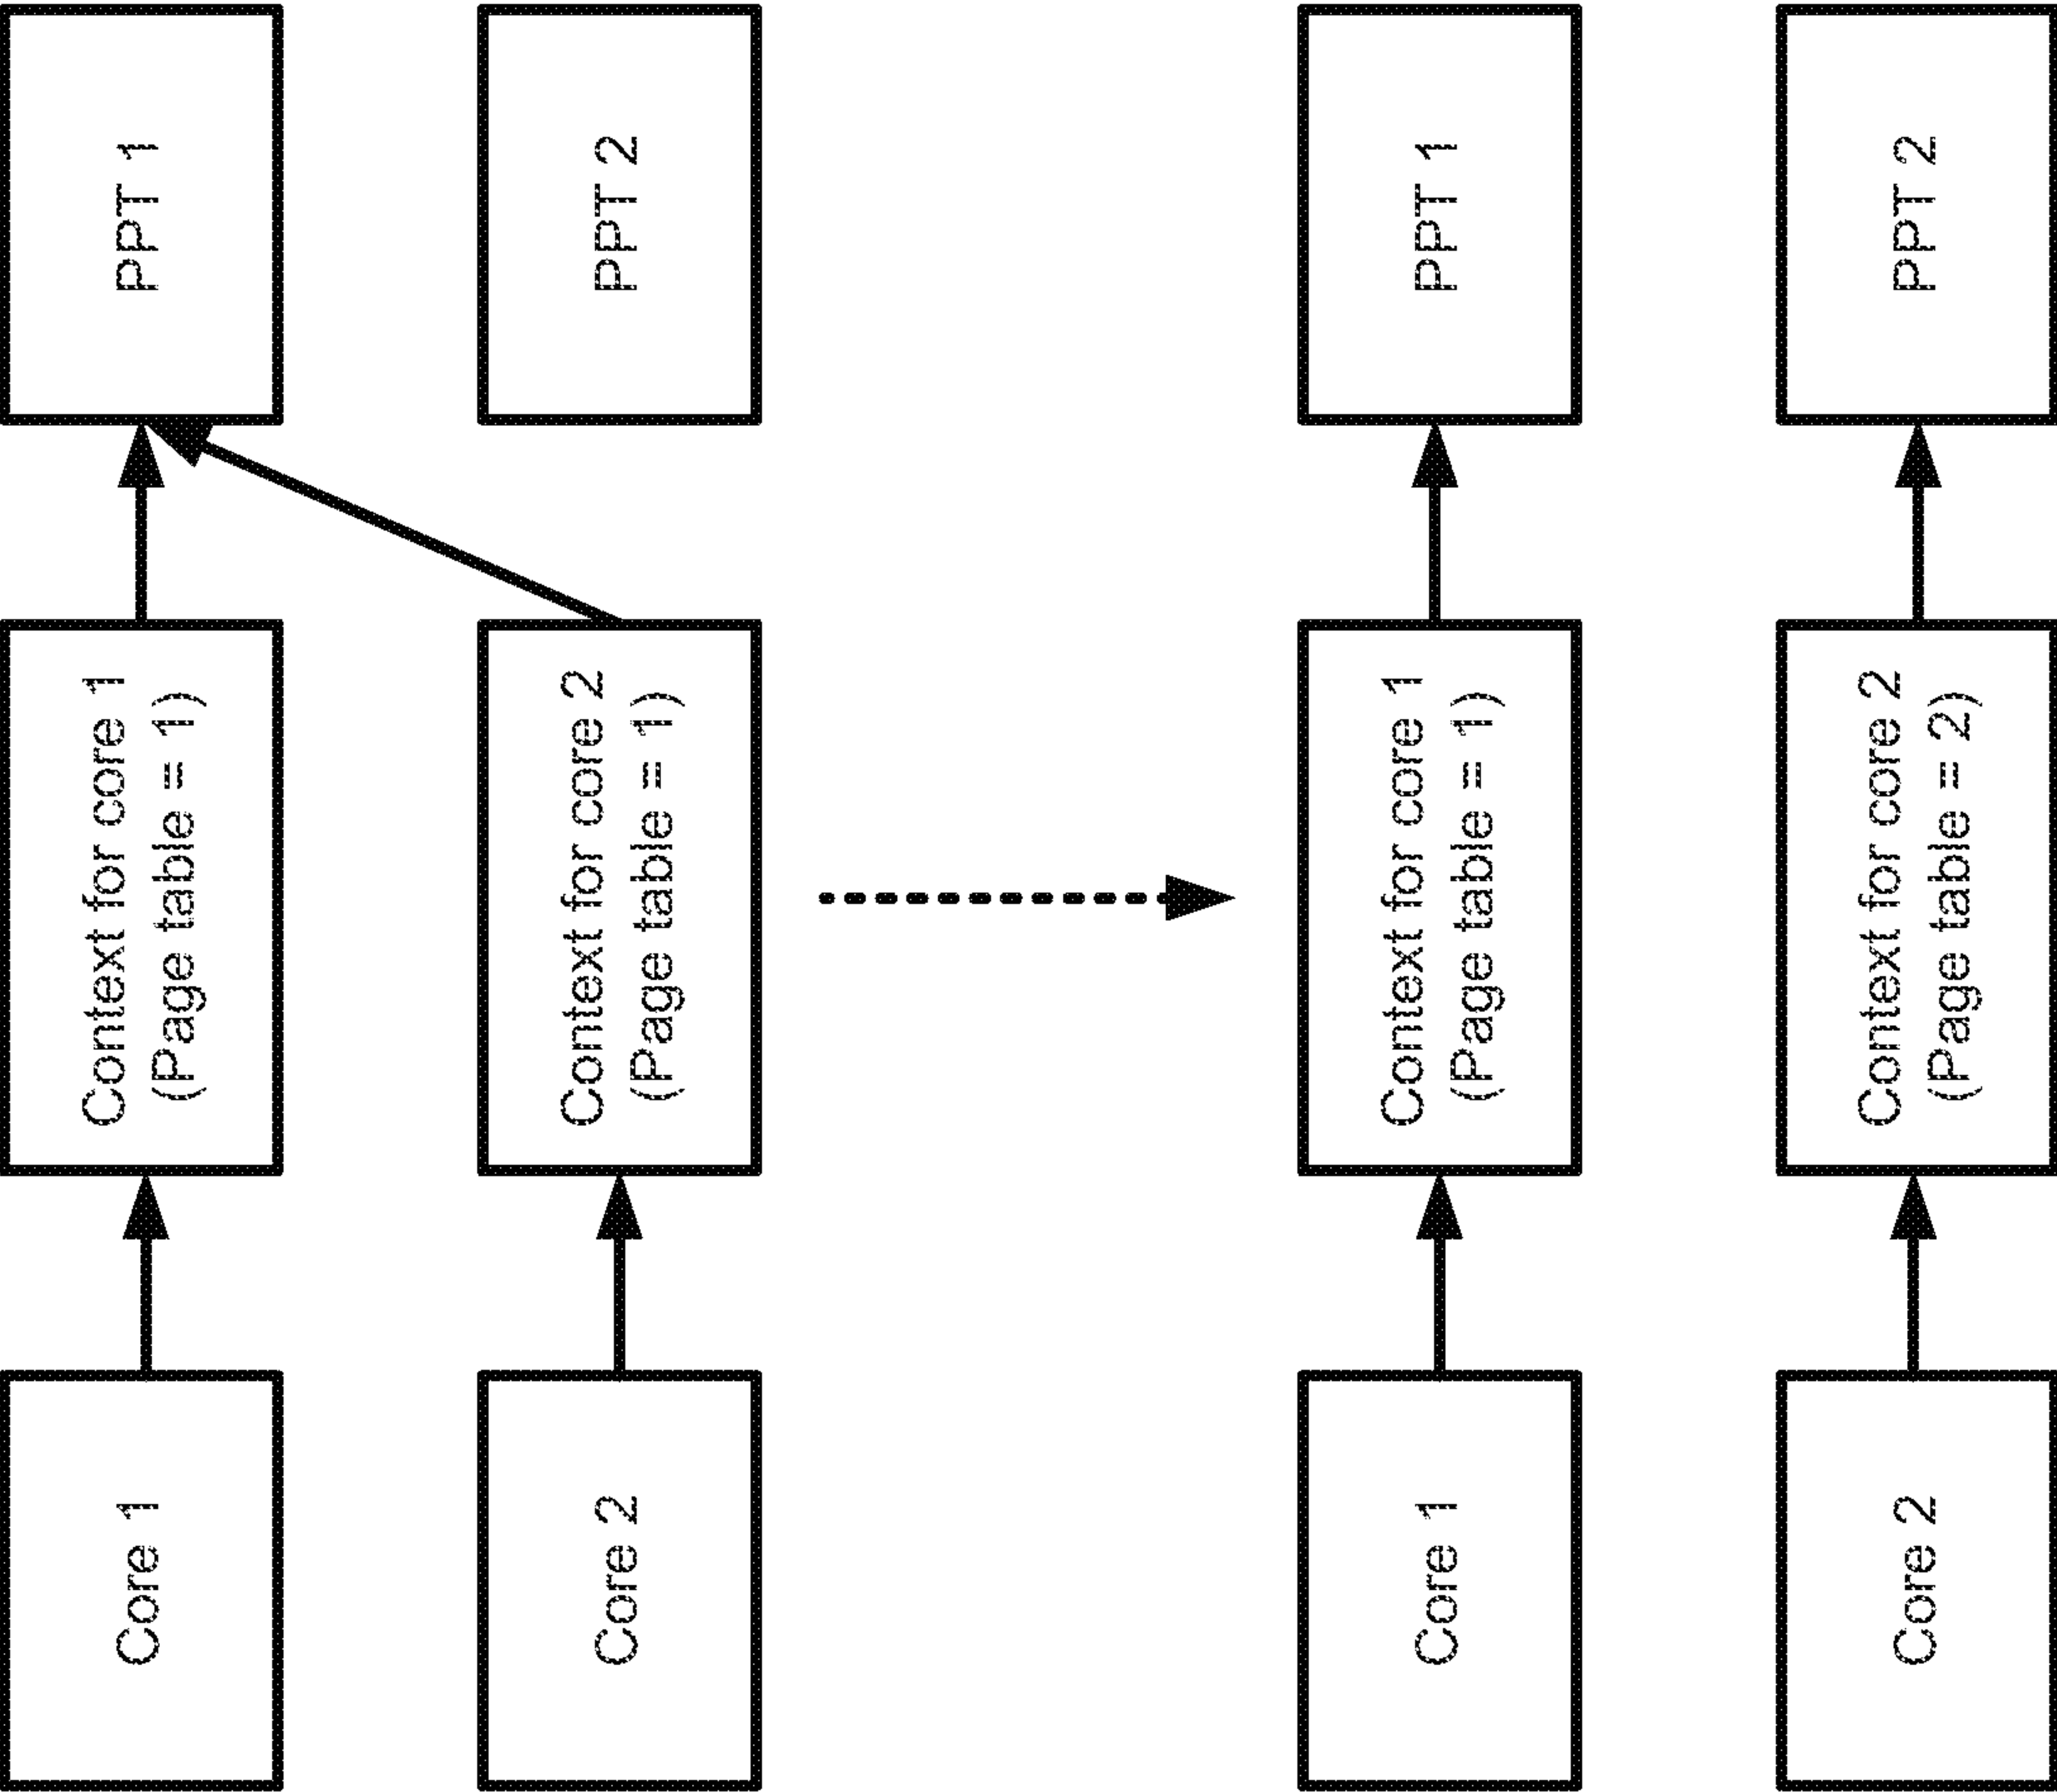 Core 1
Context for core 1
(Page table = 1)
PPT 1
Core 2
Context for core 2
(Page table = 1)
PPT 2
Core 1
Context for core 1
(Page table = 1)
PPT 1
Core 2
Context for core 2
(Page table = 2)
PPT 2